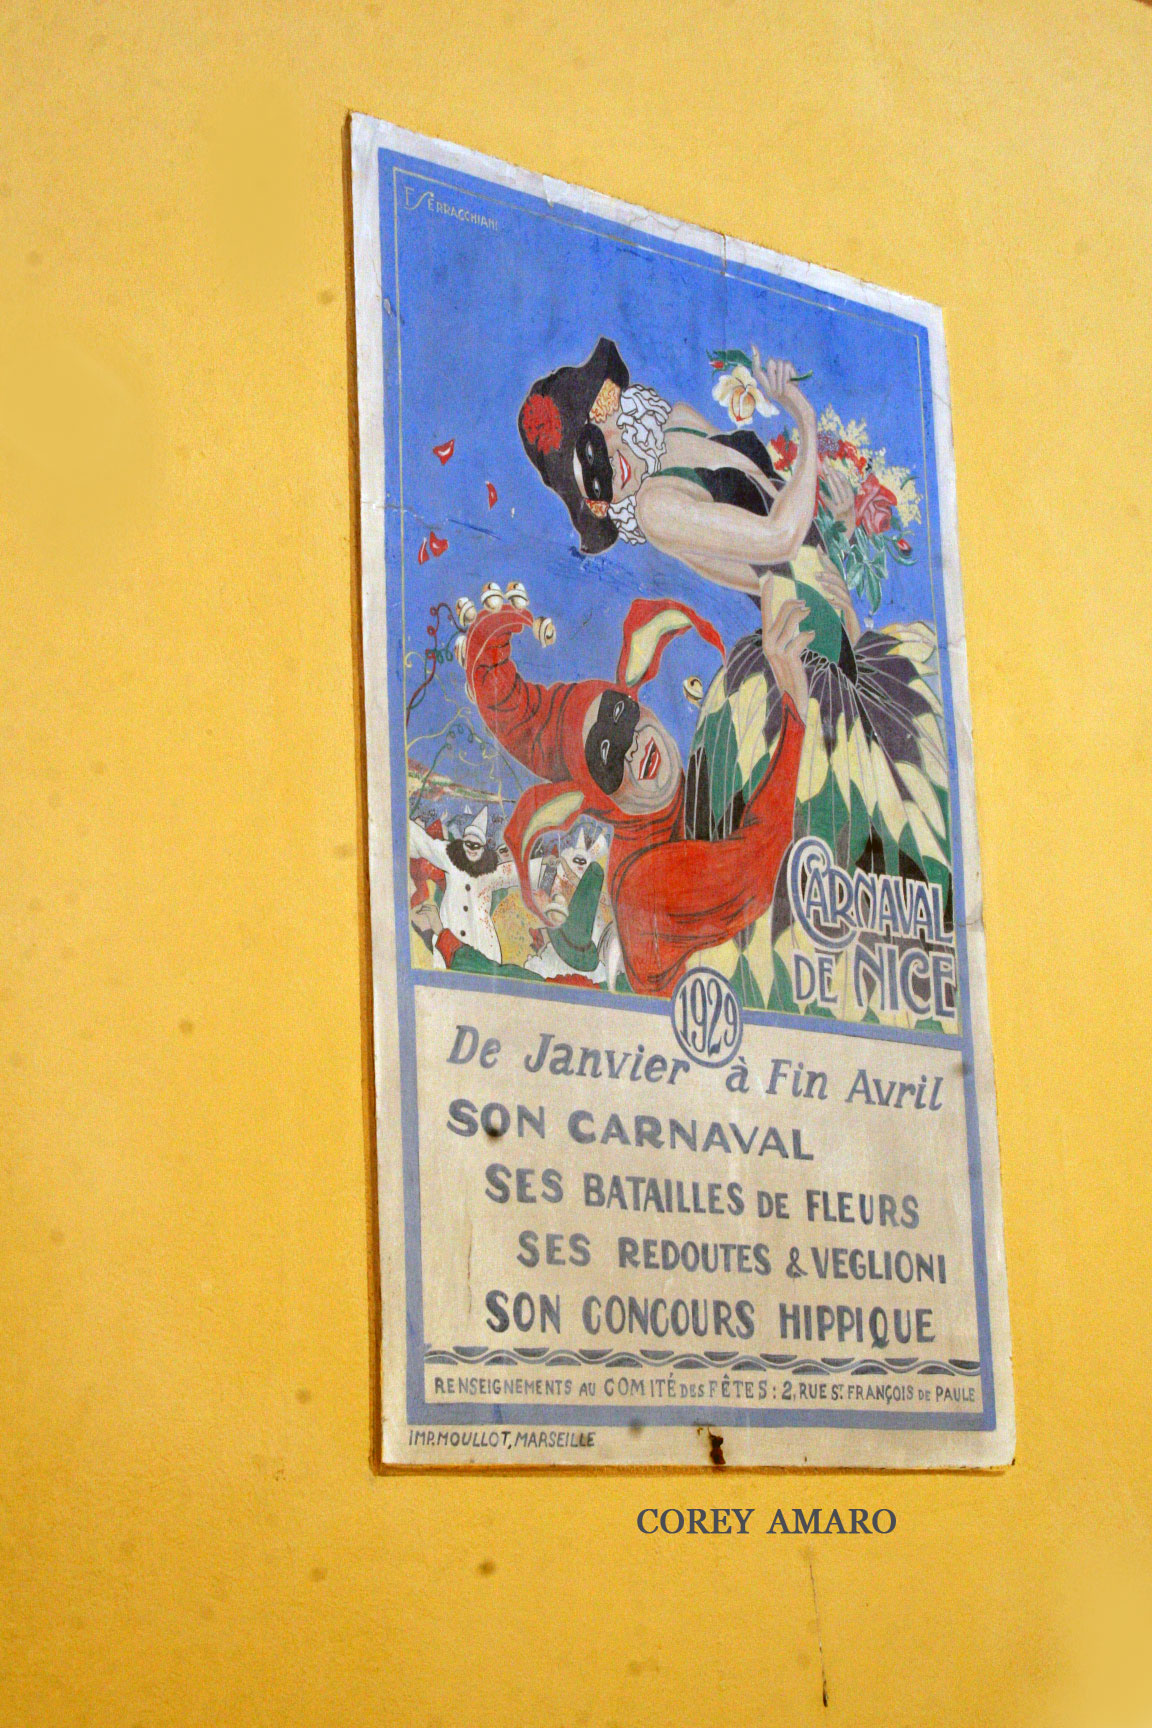 F SERRACCHIANI
CARNAVAL
DE NICE
1929
De Janvier à Fin Avril
SON CARNAVAL
SES BATAILLES DE FLEURS
SES REDOUTES & VEGLIONI
SON CONCOURS HIPPIQUE
RENSEIGNEMENTS AU COMITÉ DES FÊTES : 2, RUE ST. FRANÇOIS DE PAULE
IMP. MOULLOT, MARSEILLE
COREY AMARO